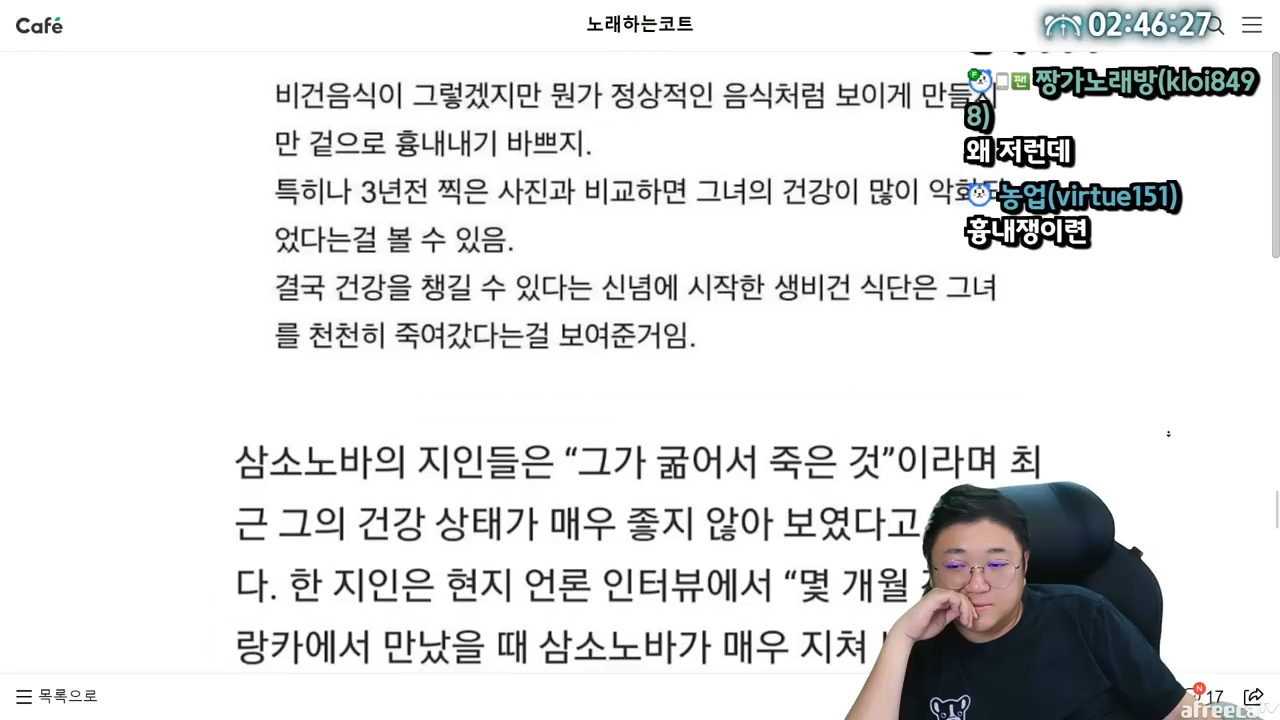 Café
노래하는코트
02:46:27
비건음식이 그렇겠지만 뭔가 정상적인 음식처럼 보이게 만들지
만 겉으로 흉내내기 바쁘지.
특히나 3년전 찍은 사진과 비교하면 그녀의 건강이 많이 악화
었다는걸 볼 수 있음.
결국 건강을 챙길 수 있다는 신념에 시작한 생비건 식단은 그녀
를 천천히 죽여갔다는걸 보여준거임.
짱가노래방(kloi849
8)
왜 저런데
농업(virtue151)
흉내쟁이련
삼소노바의 지인들은 “그가 굶어서 죽은 것”이라며 최
근 그의 건강 상태가 매우 좋지 않아 보였다고
다. 한 지인은 현지 언론 인터뷰에서 “몇 개월
랑카에서 만났을 때 삼소노바가 매우 지쳐
목록으로
17
afreecaTV